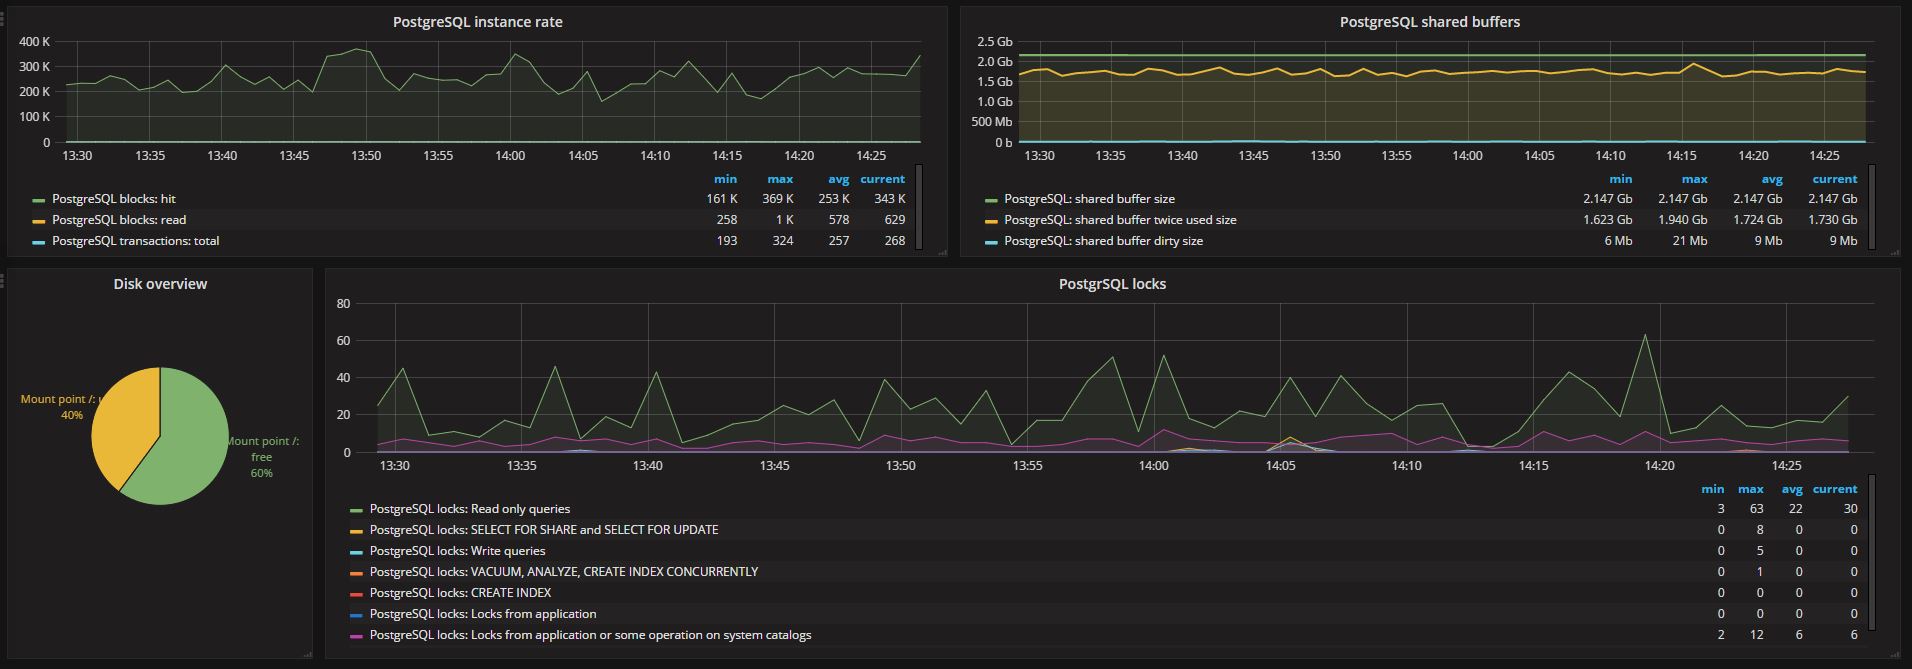 PostgreSQL instance rate
400 K
300 K
200 K
100 K
0
13:30 13:35 13:40 13:45 13:50 13:55 14:00 14:05 14:10 14:15 14:20 14:25
min max avg current
PostgreSQL blocks: hit 161 K 369 K 253 K 343 K
PostgreSQL blocks: read 258 1 K 578 629
PostgreSQL transactions: total 193 324 257 268
PostgreSQL shared buffers
2.5 Gb
2.0 Gb
1.5 Gb
1.0 Gb
500 Mb
0 b
13:30 13:35 13:40 13:45 13:50 13:55 14:00 14:05 14:10 14:15 14:20 14:25
min max avg current
PostgreSQL: shared buffer size 2.147 Gb 2.147 Gb 2.147 Gb 2.147 Gb
PostgreSQL: shared buffer twice used size 1.623 Gb 1.940 Gb 1.724 Gb 1.730 Gb
PostgreSQL: shared buffer dirty size 6 Mb 21 Mb 9 Mb 9 Mb
Disk overview
Mount point /:
40%
Mount point /:
free
60%
PostgrSQL locks
80
60
40
20
0
13:30 13:35 13:40 13:45 13:50 13:55 14:00 14:05 14:10 14:15 14:20 14:25
min max avg current
PostgreSQL locks: Read only queries 3 63 22 30
PostgreSQL locks: SELECT FOR SHARE and SELECT FOR UPDATE 0 8 0 0
PostgreSQL locks: Write queries 0 5 0 0
PostgreSQL locks: VACUUM, ANALYZE, CREATE INDEX CONCURRENTLY 0 1 0 0
PostgreSQL locks: CREATE INDEX 0 0 0 0
PostgreSQL locks: Locks from application 0 0 0 0
PostgreSQL locks: Locks from application or some operation on system catalogs 2 12 6 6